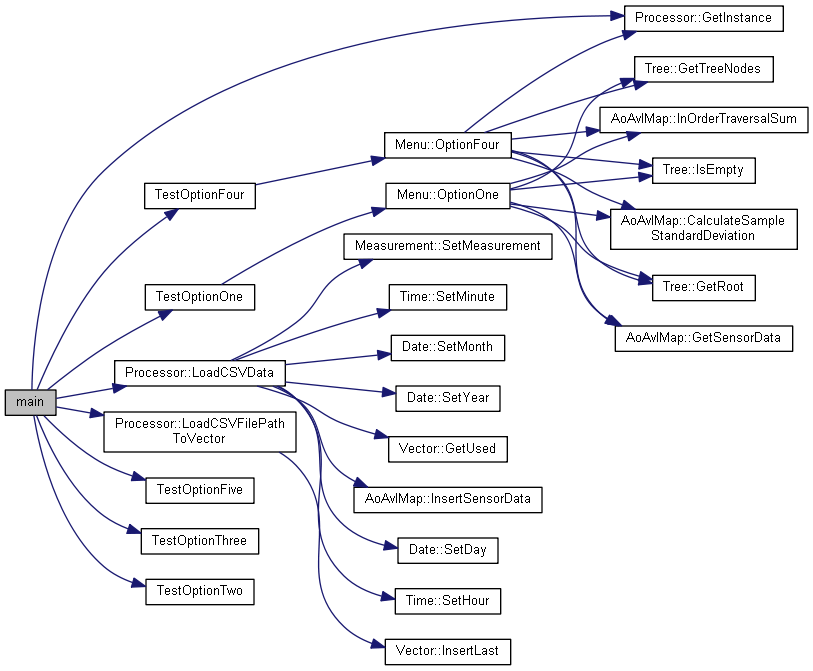 Processor::GetInstance
Tree::GetTreeNodes
AoAvlMap::InOrderTraversalSum
Menu::OptionFour
Tree::IsEmpty
TestOptionFour
Menu::OptionOne
AoAvlMap::CalculateSample
StandardDeviation
Measurement::SetMeasurement
Tree::GetRoot
TestOptionOne
Time::SetMinute
AoAvlMap::GetSensorData
Date::SetMonth
Processor::LoadCSVData
main
Date::SetYear
Processor::LoadCSVFilePath
ToVector
Vector::GetUsed
TestOptionFive
AoAvlMap::InsertSensorData
TestOptionThree
Date::SetDay
TestOptionTwo
Time::SetHour
Vector::InsertLast